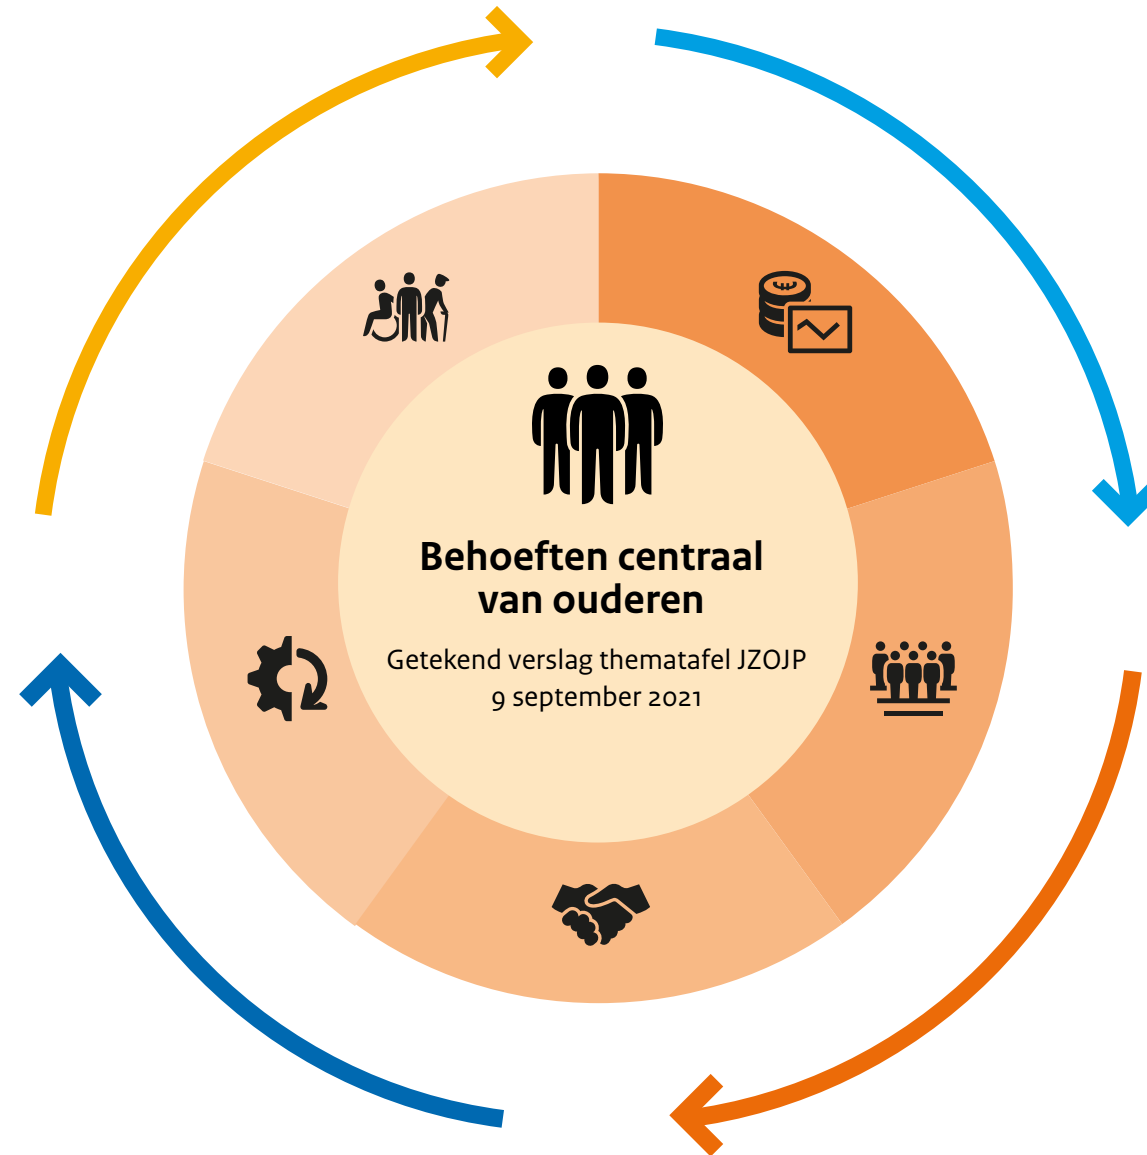 Behoeften centraal
van ouderen
Getekend verslag thematafel JZOJP
9 september 2021